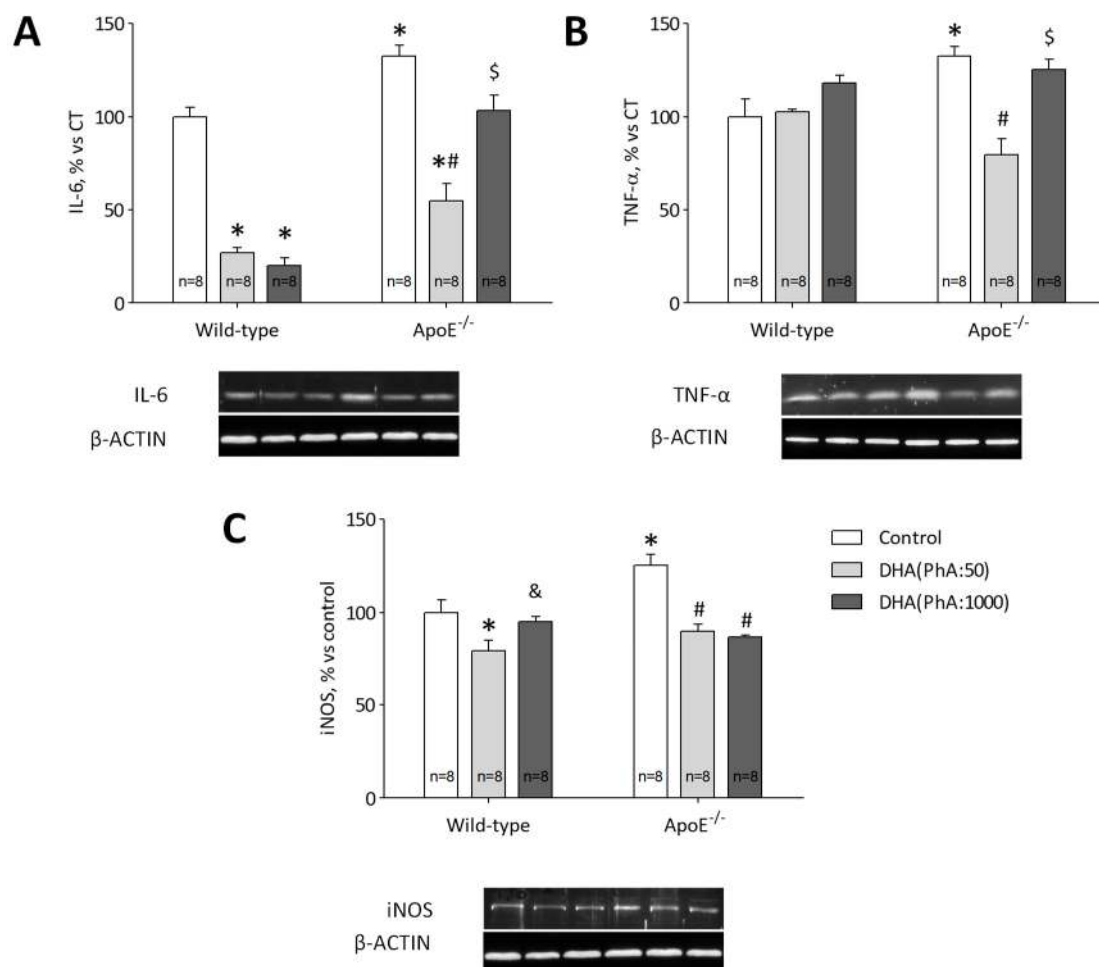 A
IL-6, % vs CT
150
100
50
0
*
*
*
*#
$
n=8 n=8 n=8 n=8 n=8 n=8
Wild-type ApoE⁻/⁻
IL-6
β-ACTIN
B
TNF-α, % vs CT
150
100
50
0
*
#
$
n=8 n=8 n=8 n=8 n=8 n=8
Wild-type ApoE⁻/⁻
TNF-α
β-ACTIN
C
iNOS, % vs control
150
100
50
0
*
&
*
#
#
n=8 n=8 n=8 n=8 n=8 n=8
Wild-type ApoE⁻/⁻
Control
DHA(PhA:50)
DHA(PhA:1000)
iNOS
β-ACTIN